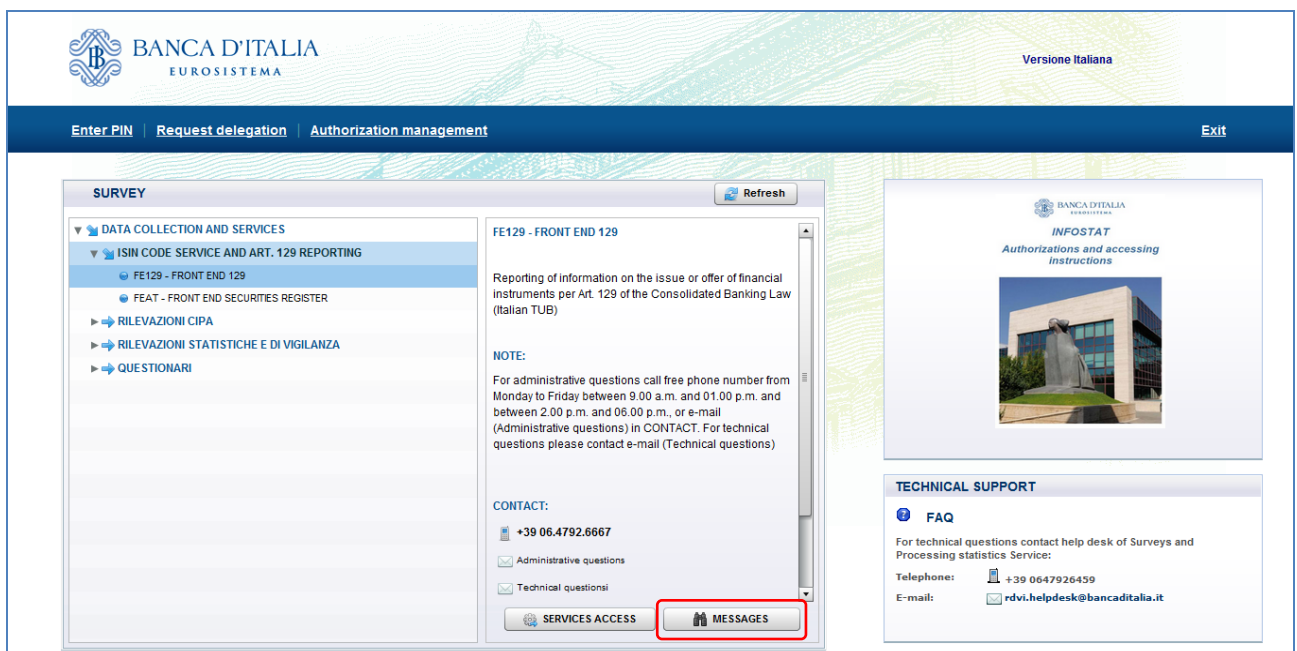 BANCA D'ITALIA
EUROSISTEMA
Versione Italiana
Enter PIN | Request delegation | Authorization management
Exit
SURVEY
Refresh
DATA COLLECTION AND SERVICES
ISIN CODE SERVICE AND ART. 129 REPORTING
FE129 - FRONT END 129
FEAT - FRONT END SECURITIES REGISTER
RILEVAZIONI CIPA
RILEVAZIONI STATISTICHE E DI VIGILANZA
QUESTIONARI
FE129 - FRONT END 129
Reporting of information on the issue or offer of financial
instruments per Art. 129 of the Consolidated Banking Law
(Italian TUB)
NOTE:
For administrative questions call free phone number from
Monday to Friday between 9.00 a.m. and 01.00 p.m. and
between 2.00 p.m. and 06.00 p.m., or e-mail
(Administrative questions) in CONTACT. For technical
questions please contact e-mail (Technical questions)
CONTACT:
+39 06.4792.6667
Administrative questions
Technical questionsi
SERVICES ACCESS
MESSAGES
BANCA D'ITALIA
EUROSISTEMA
INFOSTAT
Authorizations and accessing
instructions
TECHNICAL SUPPORT
FAQ
For technical questions contact help desk of Surveys and
Processing statistics Service:
Telephone: +39 0647926459
E-mail: rdvi.helpdesk@bancaditalia.it